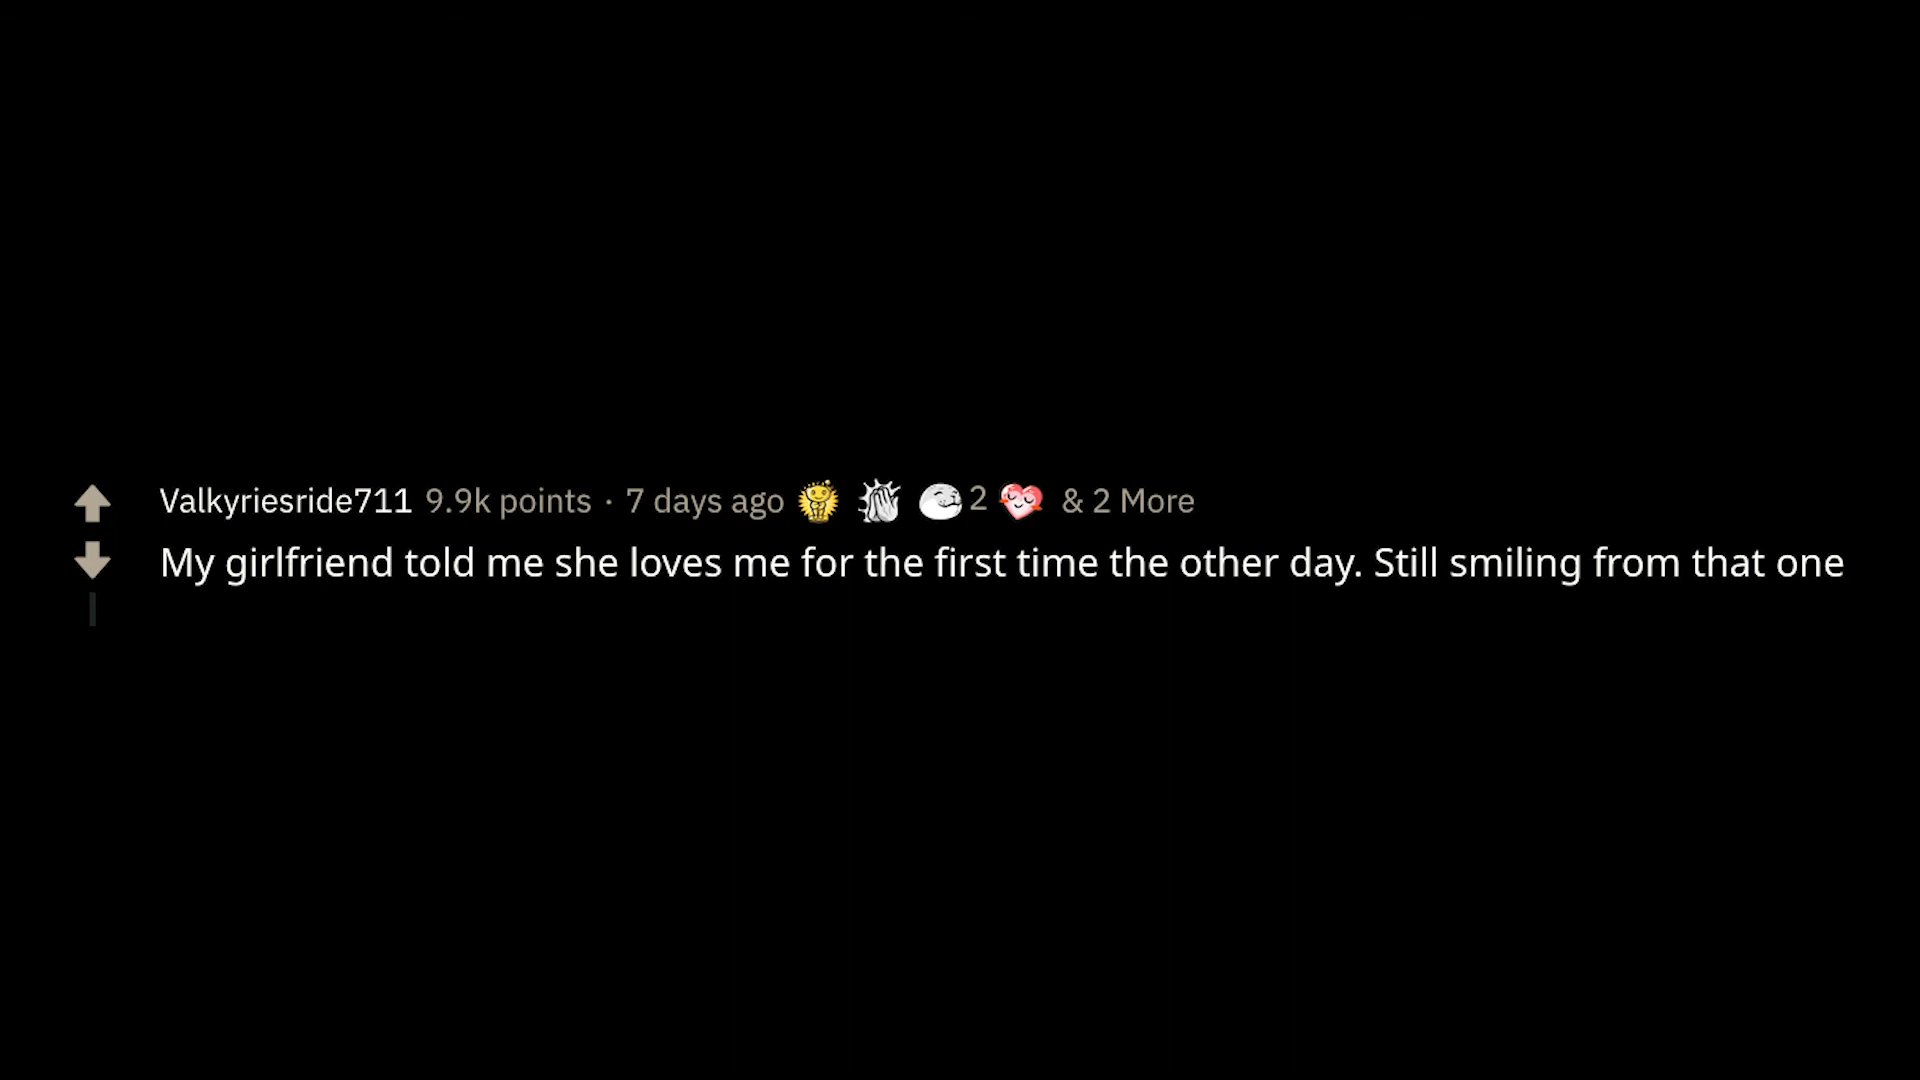 Valkyriesride711 9.9k points · 7 days ago 2 & 2 More
My girlfriend told me she loves me for the first time the other day. Still smiling from that one